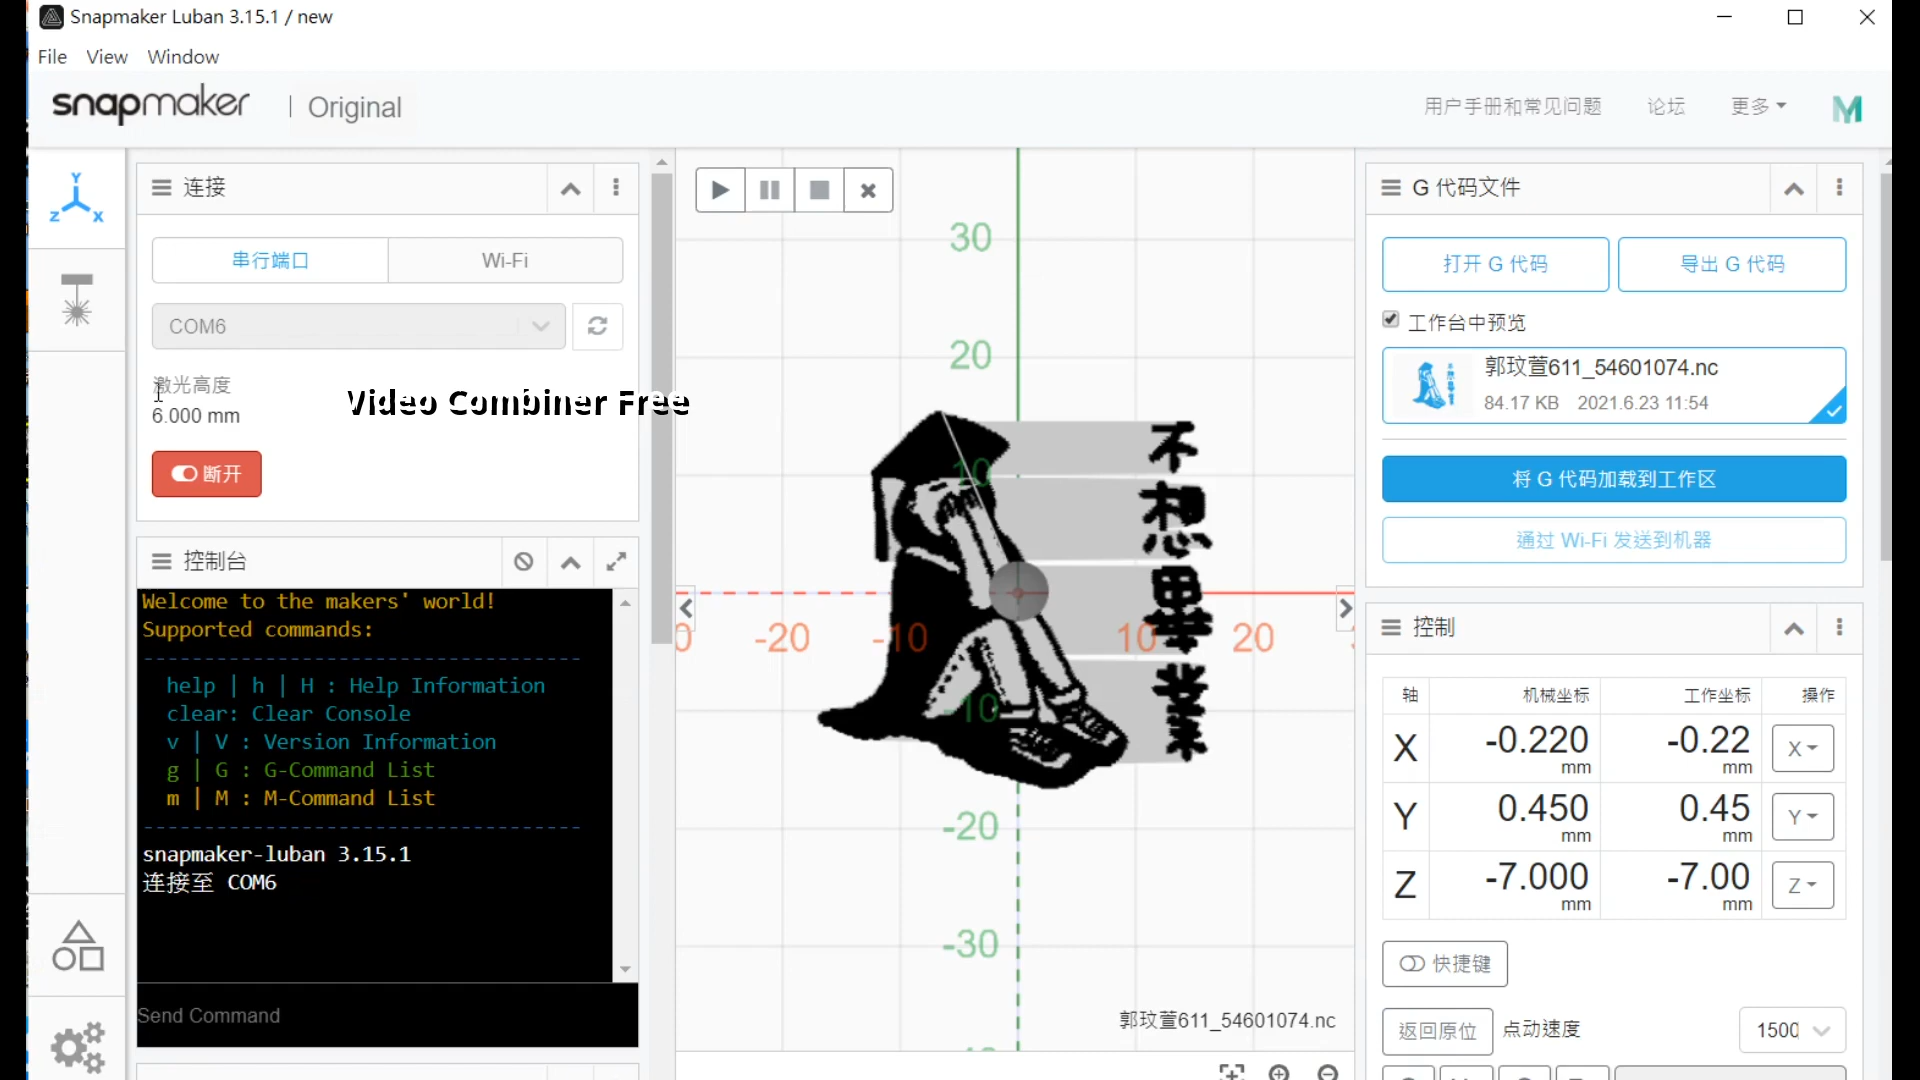 Snapmaker Luban 3.15.1 / new
File View Window
snapmaker | Original
用户手册和常见问题 论坛 更多
连接
串行端口 Wi-Fi
COM6
激光高度
6.000 mm
断开
Video Combiner Free
控制台
Welcome to the makers' world!
Supported commands:
------------------------------------
help | h | H : Help Information
clear: Clear Console
v | V : Version Information
g | G : G-Command List
m | M : M-Command List
------------------------------------
snapmaker-luban 3.15.1
连接至 COM6
Send Command
30
20
10
-20 -10 10 20
-10
-20
-30
不
想
畢
業
郭玟萱611_54601074.nc
G 代码文件
打开 G 代码 导出 G 代码
工作台中预览
郭玟萱611_54601074.nc
84.17 KB 2021.6.23 11:54
将 G 代码加载到工作区
通过 Wi-Fi 发送到机器
控制
轴 机械坐标 工作坐标 操作
X -0.220 mm -0.22 mm X
Y 0.450 mm 0.45 mm Y
Z -7.000 mm -7.00 mm Z
快捷键
返回原位 点动速度 1500